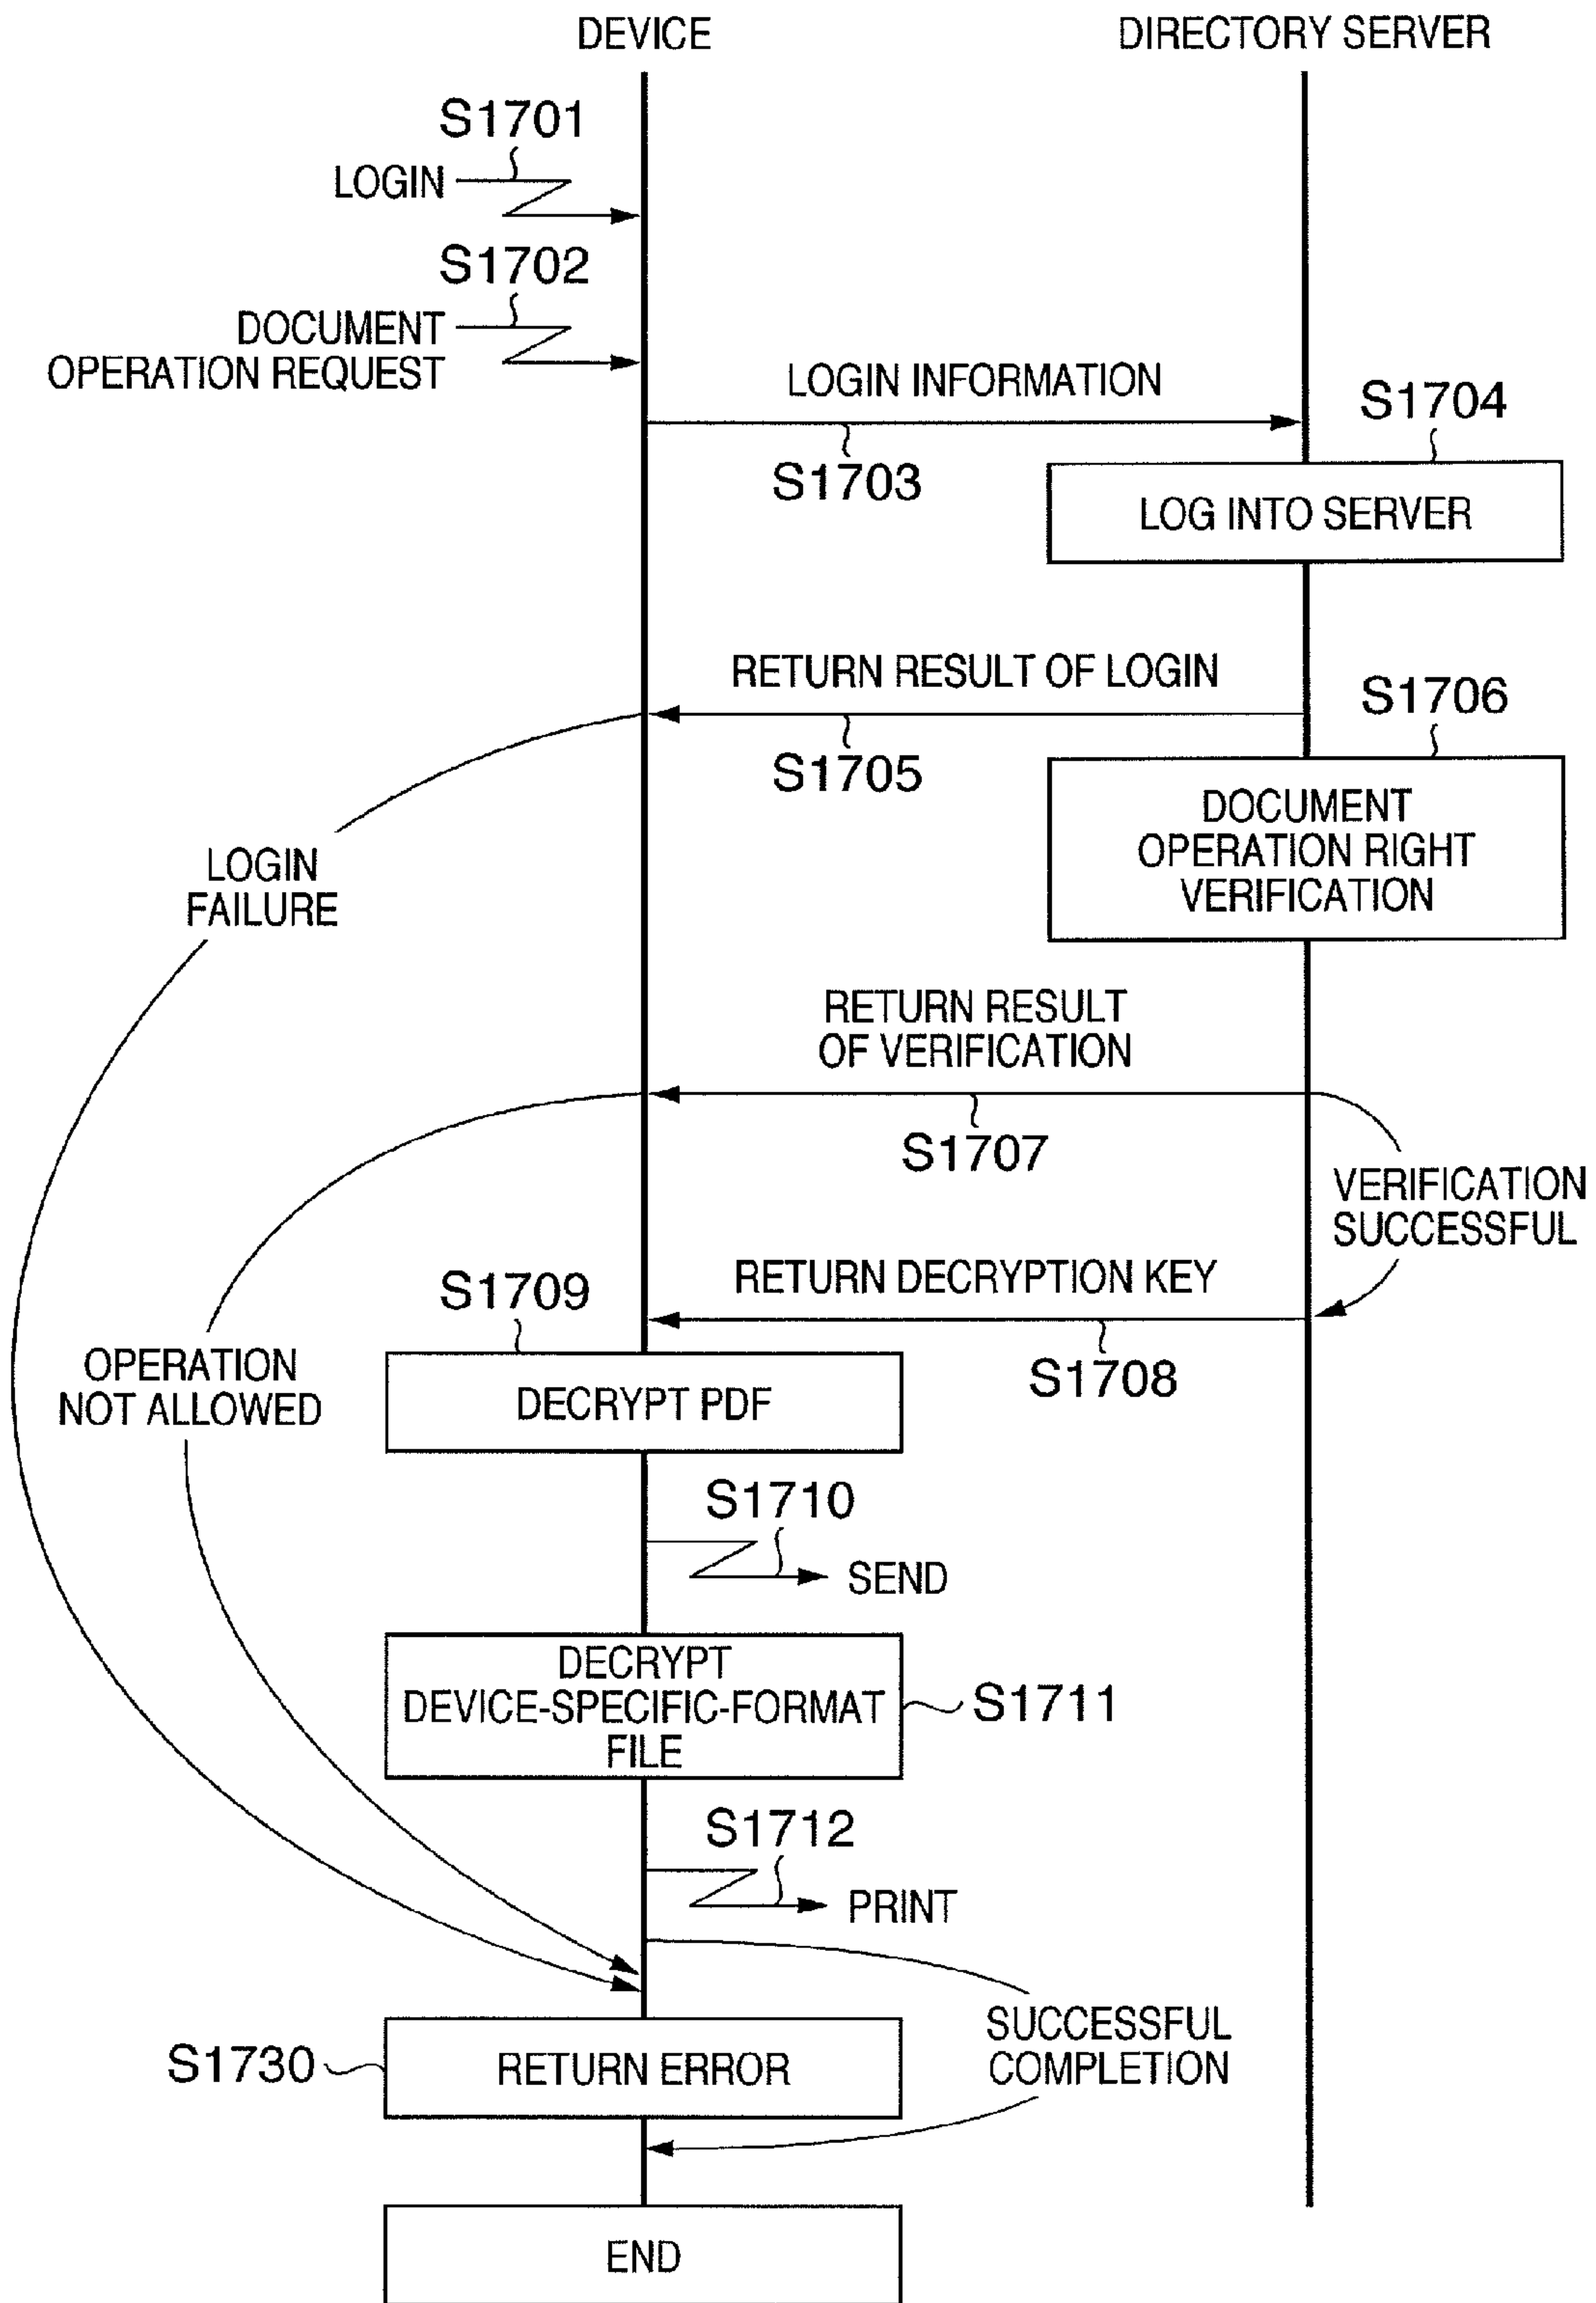 DEVICE
DIRECTORY SERVER
S1701
LOGIN
S1702
DOCUMENT
OPERATION REQUEST
LOGIN INFORMATION
S1703
S1704
LOG INTO SERVER
RETURN RESULT OF LOGIN
S1705
S1706
DOCUMENT
OPERATION RIGHT
VERIFICATION
LOGIN
FAILURE
RETURN RESULT
OF VERIFICATION
S1707
VERIFICATION
SUCCESSFUL
RETURN DECRYPTION KEY
S1708
S1709
DECRYPT PDF
OPERATION
NOT ALLOWED
S1710
SEND
DECRYPT
DEVICE-SPECIFIC-FORMAT
FILE
S1711
S1712
PRINT
SUCCESSFUL
COMPLETION
S1730
RETURN ERROR
END